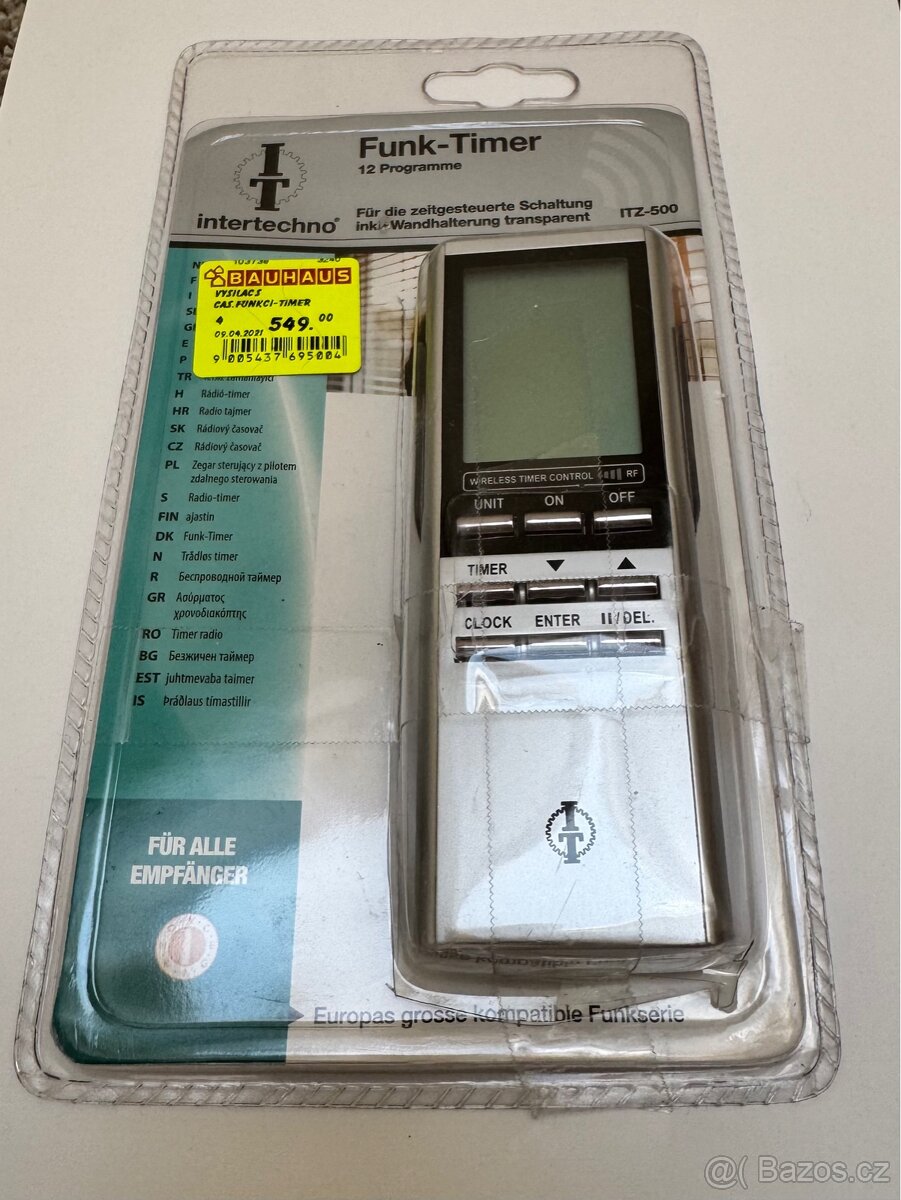 Funk-Timer
12 Programme
IT
intertechno®
Für die zeitgesteuerte Schaltung
inkl. Wandhalterung transparent
ITZ-500
BAUHAUS
VYSILAC S
CAS.FUNKCI-TIMER
4
549.00
09.04.2021
9 005437 695004
E
P
TR
H Rádió-timer
HR Radio tajmer
SK Rádiový časovač
CZ Rádiový časovač
PL Zegar sterujący z pilotem
zdalnego sterowania
S Radio-timer
FIN ajastin
DK Funk-Timer
N Trådløs timer
R Беспроводной таймер
GR Ασύρματος
χρονοδιακόπτης
RO Timer radio
BG Безжичен таймер
EST juhtmevaba taimer
IS Þráðlaus tímastillir
WIRELESS TIMER CONTROL RF
UNIT ON OFF
TIMER ▼ ▲
CLOCK ENTER II/DEL.
IT
FÜR ALLE
EMPFÄNGER
Europas grosse kompatible Funkserie
@( Bazos.cz